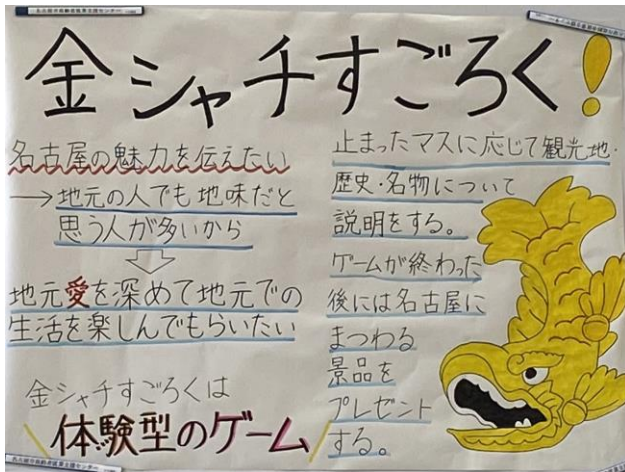 金シャチすごろく!
名古屋の魅力を伝えたい
→地元の人でも地味だと
思う人が多いから
地元愛を深めて地元での
生活を楽しんでもらいたい
金シャチすごろくは
\体験型のゲーム/
止まったマスに応じて観光地・
歴史・名物について
説明をする。
ゲームが終わった
後には名古屋に
まつわる
景品を
プレゼント
する。